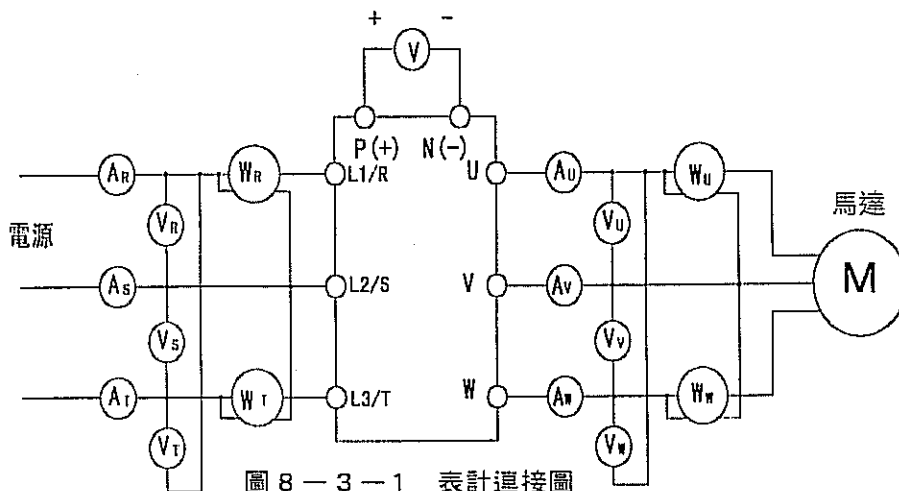 + -
V
P(+) N(-)
AR WR L1/R U AU WU
馬達
VR VU
電源
AS L2/S V AV M
VS VV
AT WT L3/T W AW WW
VT VW
圖8-3-1 表計連接圖